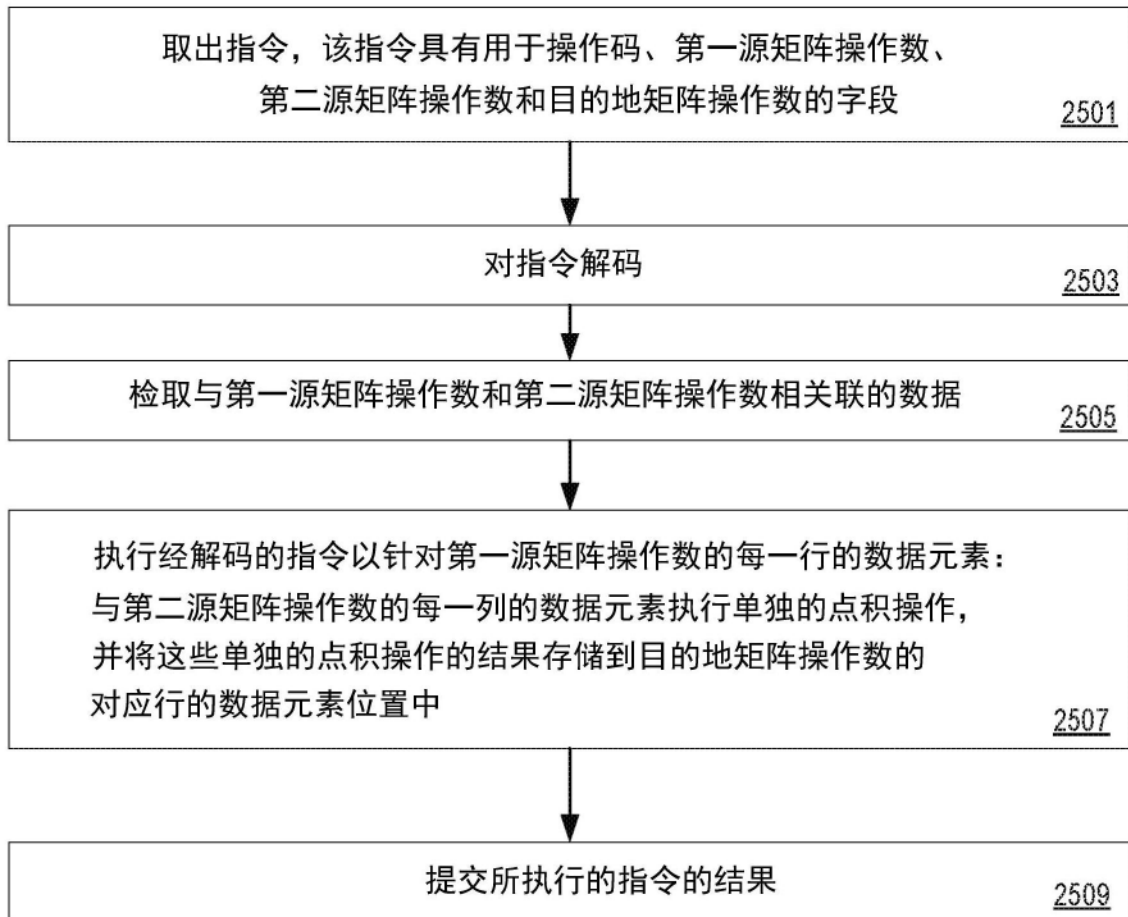 取出指令，该指令具有用于操作码、第一源矩阵操作数、
第二源矩阵操作数和目的地矩阵操作数的字段
2501
对指令解码
2503
检取与第一源矩阵操作数和第二源矩阵操作数相关联的数据
2505
执行经解码的指令以针对第一源矩阵操作数的每一行的数据元素：
与第二源矩阵操作数的每一列的数据元素执行单独的点积操作，
并将这些单独的点积操作的结果存储到目的地矩阵操作数的
对应行的数据元素位置中
2507
提交所执行的指令的结果
2509